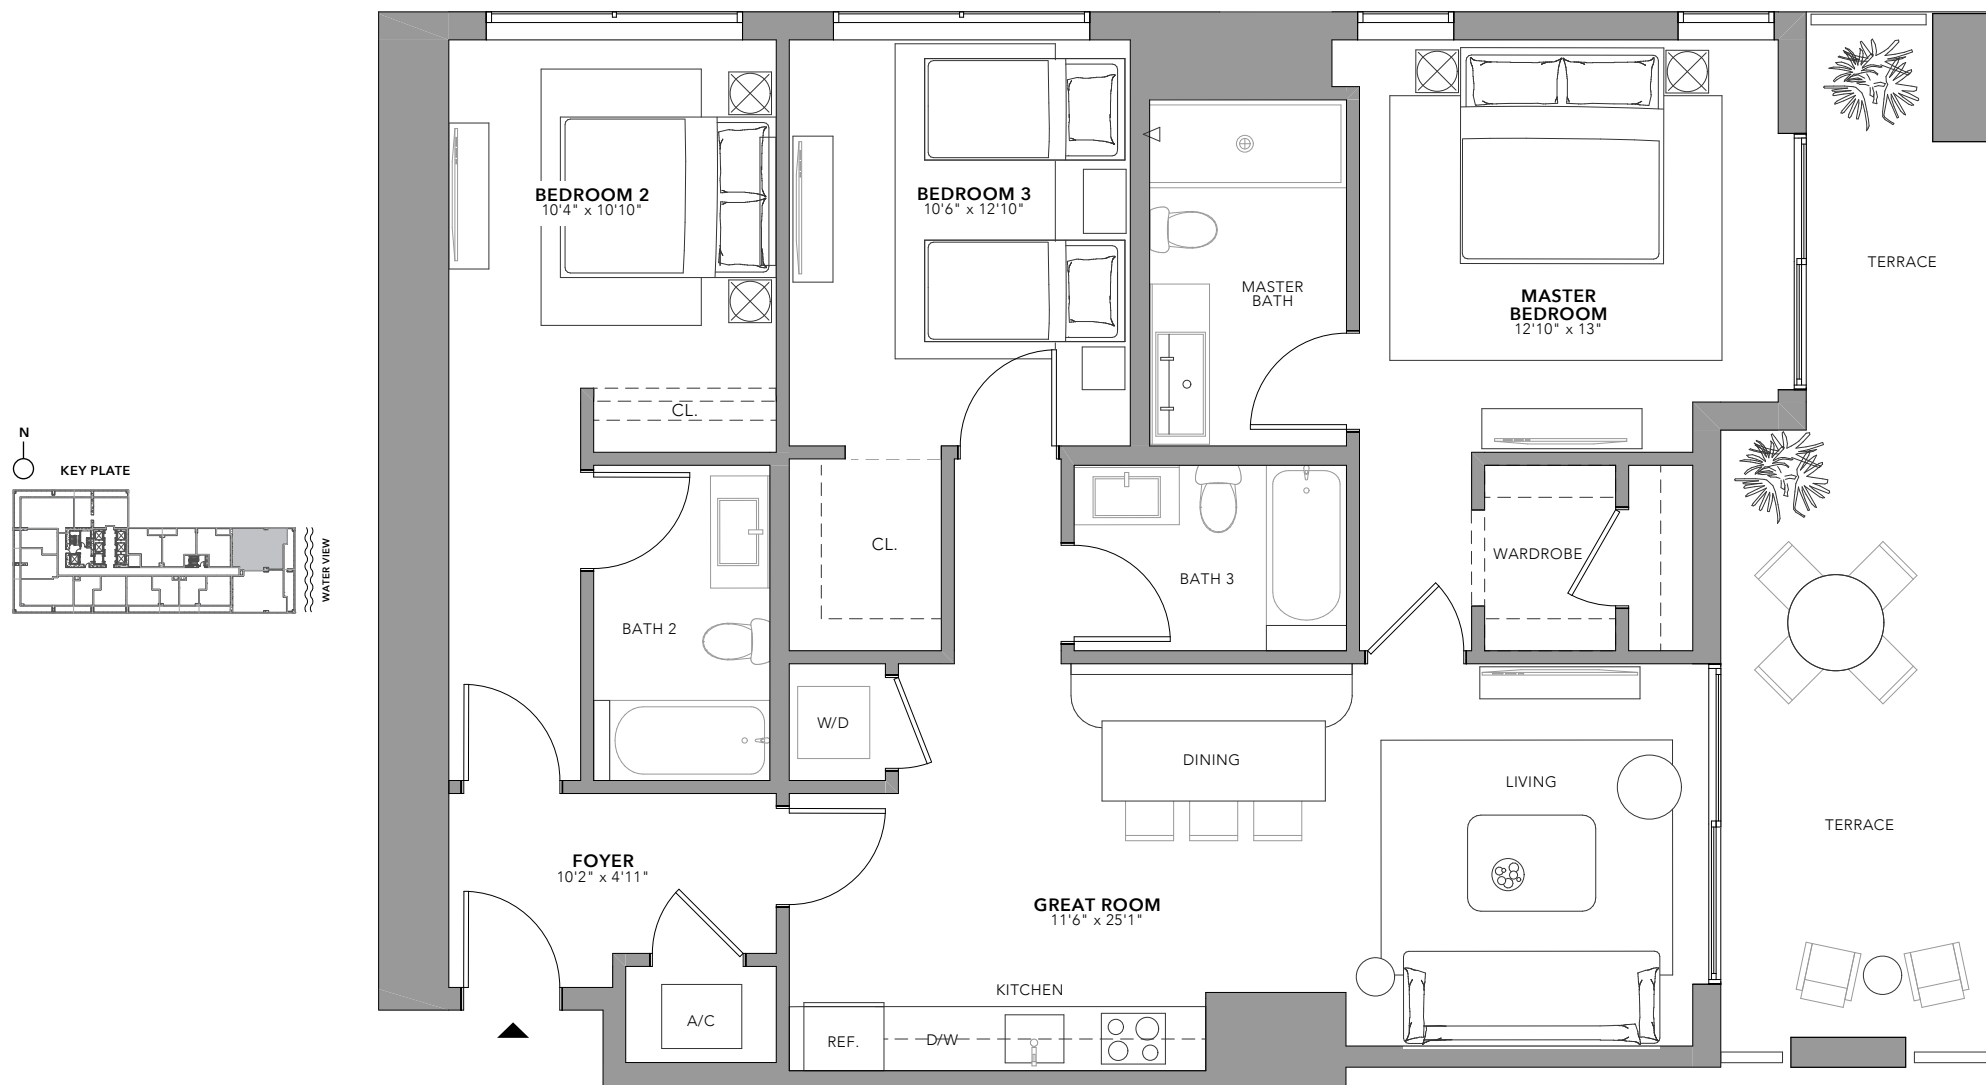 BEDROOM 2
10'4" x 10'10"
BEDROOM 3
10'6" x 12'10"
MASTER
BATH
MASTER
BEDROOM
12'10" x 13"
TERRACE
CL.
N
KEY PLATE
WATER VIEW
CL.
WARDROBE
BATH 3
BATH 2
W/D
DINING
LIVING
TERRACE
FOYER
10'2" x 4'11"
GREAT ROOM
11'6" x 25'1"
KITCHEN
A/C
REF.
D/W